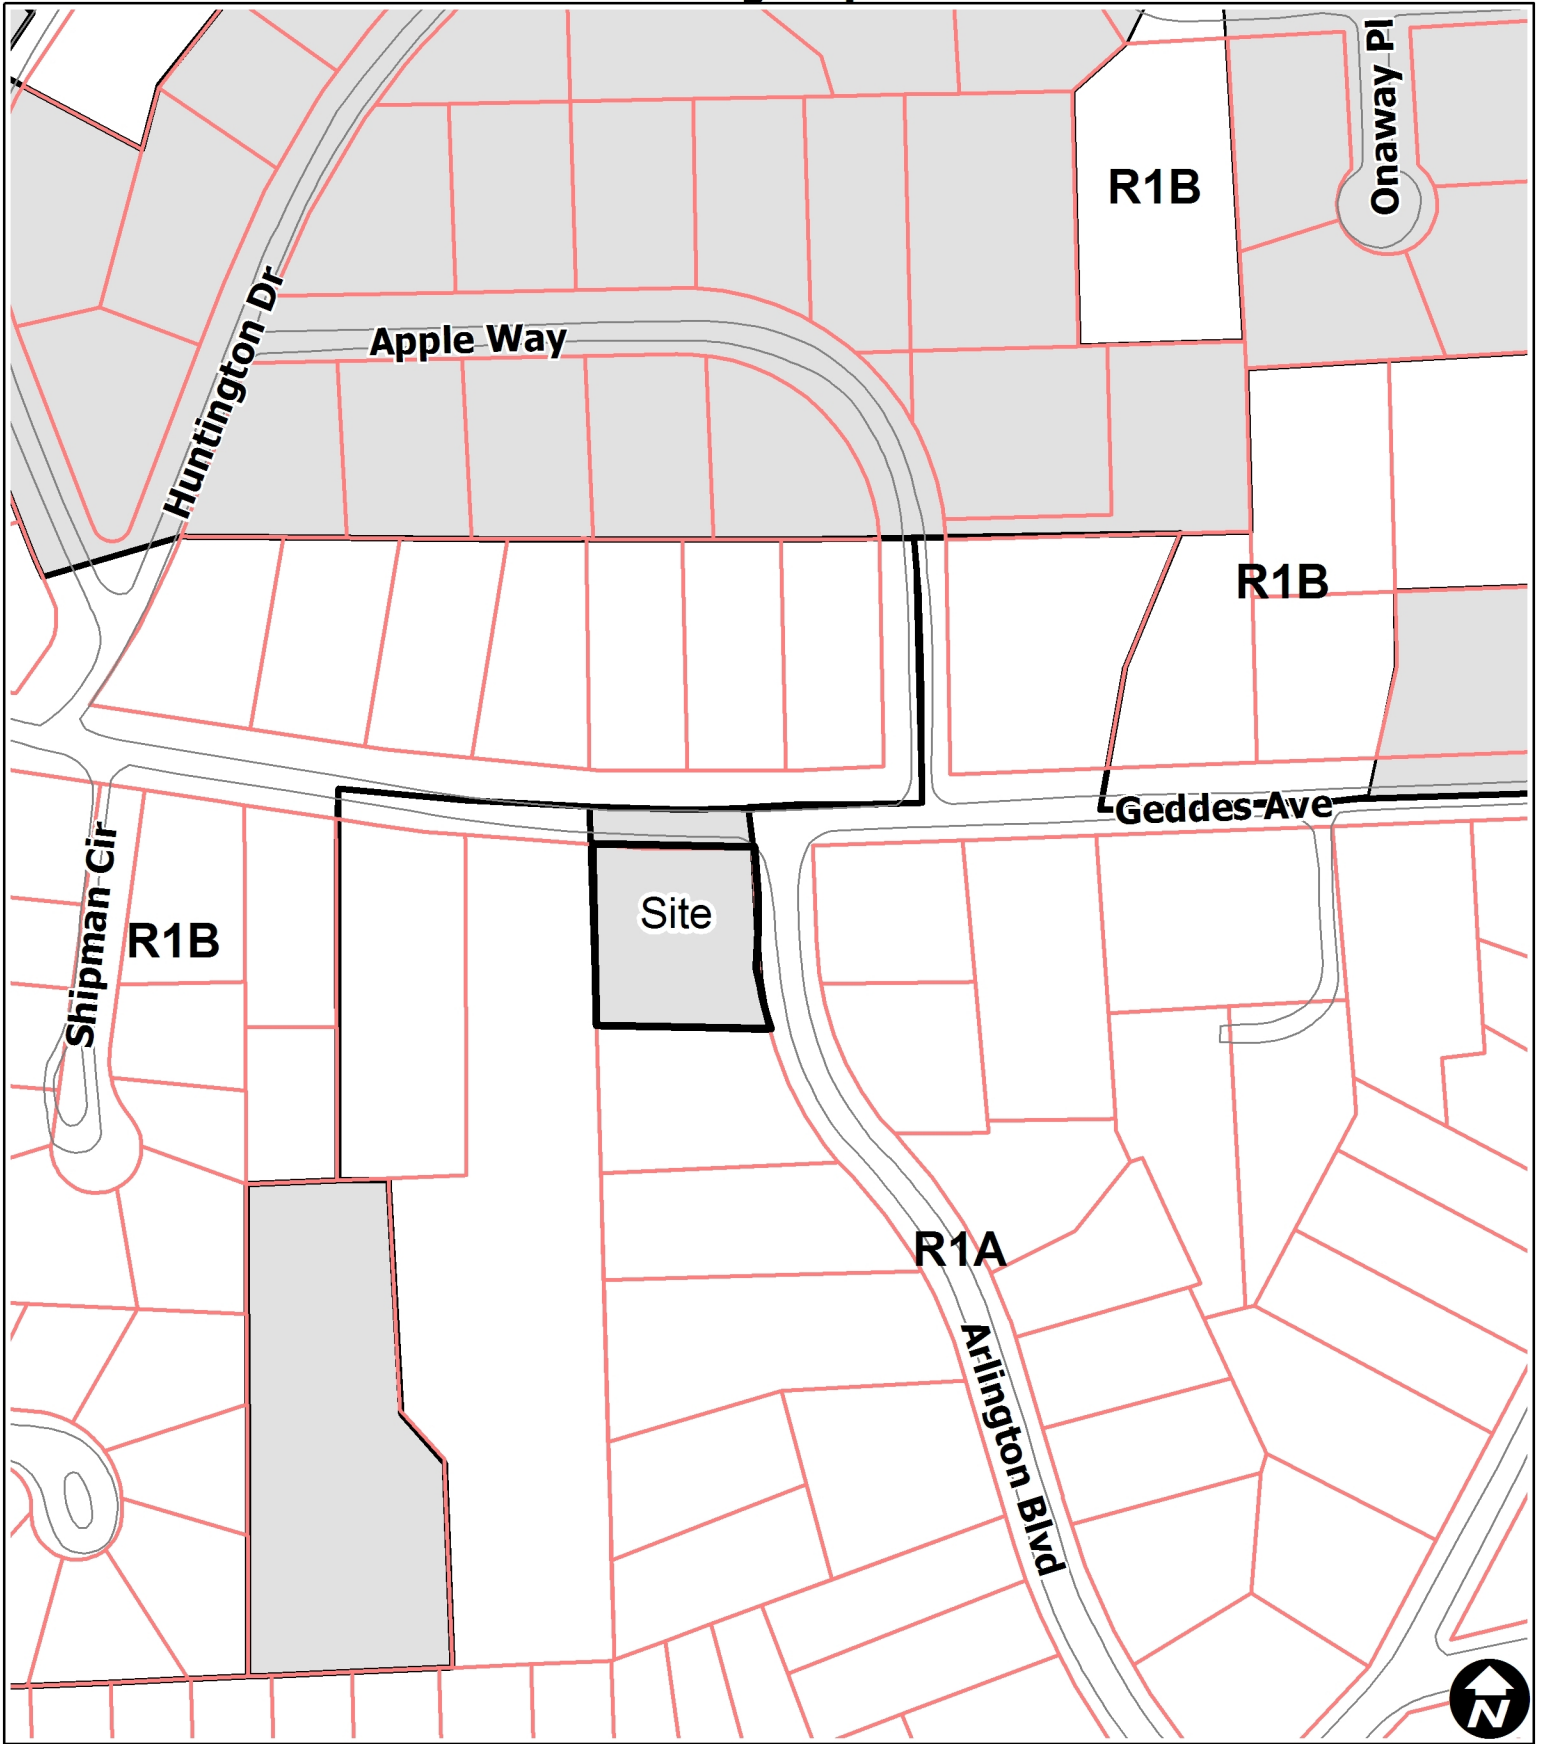 Onaway Pl
R1B
Huntington Dr
Apple Way
R1B
Geddes Ave
Shipman Cir
R1B
Site
R1A
Arlington Blvd
N